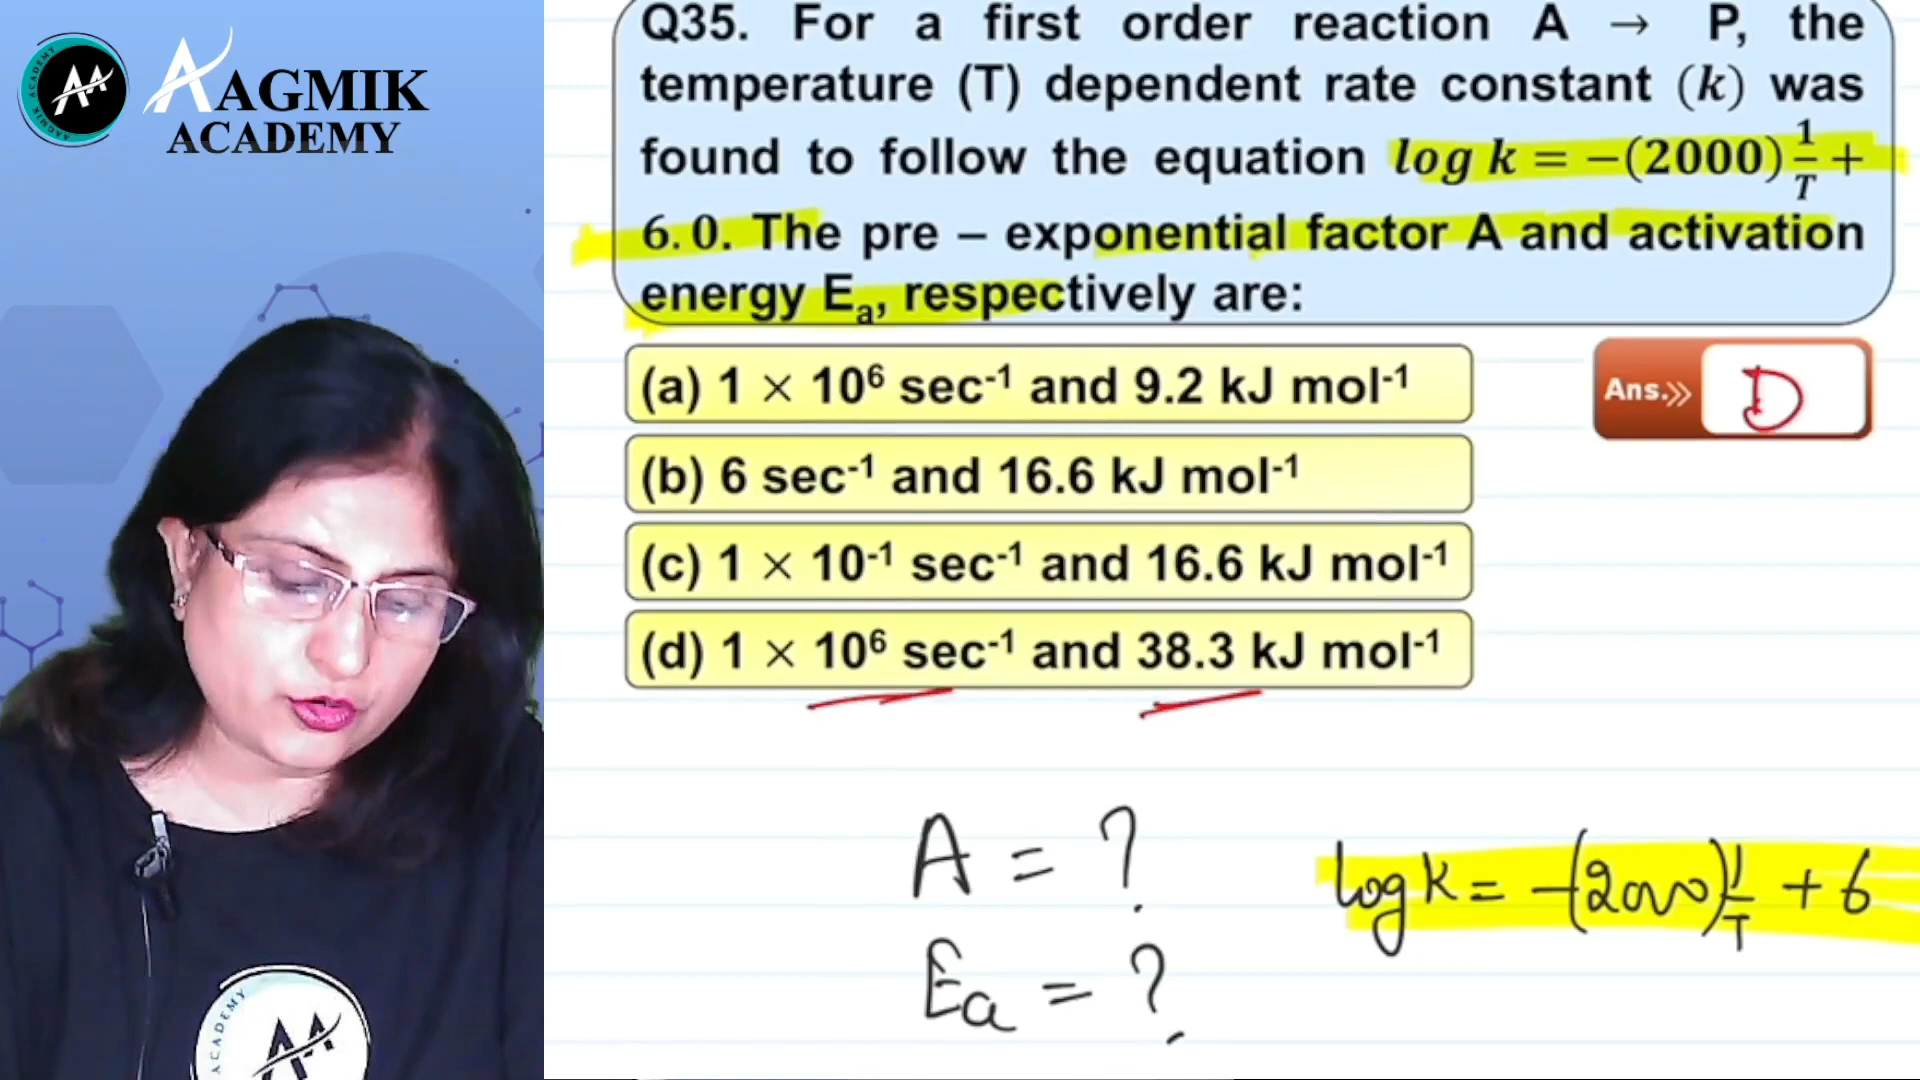 AAGMIK ACADEMY
AAGMIK
ACADEMY
Q35. For a first order reaction A → P, the
temperature (T) dependent rate constant (k) was
found to follow the equation log k = −(2000) 1/T +
6.0. The pre – exponential factor A and activation
energy Eₐ, respectively are:
(a) 1 × 10⁶ sec⁻¹ and 9.2 kJ mol⁻¹
Ans.» D
(b) 6 sec⁻¹ and 16.6 kJ mol⁻¹
(c) 1 × 10⁻¹ sec⁻¹ and 16.6 kJ mol⁻¹
(d) 1 × 10⁶ sec⁻¹ and 38.3 kJ mol⁻¹
A = ?
log k = −(2000) 1/T + 6
Eₐ = ?
ACADEMY